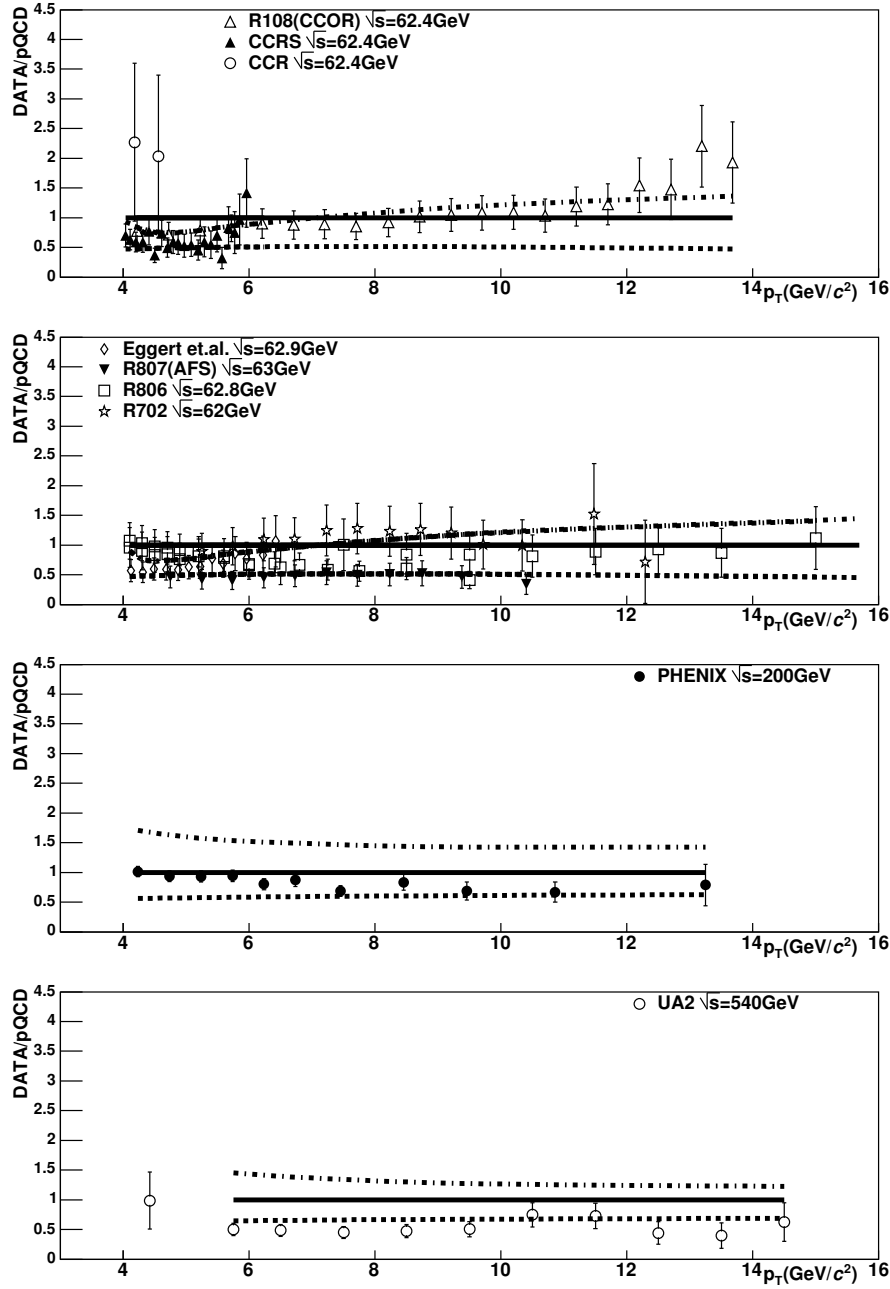 DATA/pQCD
4.5
4
3.5
3
2.5
2
1.5
1
0.5
0
R108(CCOR) √s=62.4GeV
CCRS √s=62.4GeV
CCR √s=62.4GeV
4 6 8 10 12 14 16
pT(GeV/c²)
DATA/pQCD
4.5
4
3.5
3
2.5
2
1.5
1
0.5
0
Eggert et.al. √s=62.9GeV
R807(AFS) √s=63GeV
R806 √s=62.8GeV
R702 √s=62GeV
4 6 8 10 12 14 16
pT(GeV/c²)
DATA/pQCD
4.5
4
3.5
3
2.5
2
1.5
1
0.5
0
PHENIX √s=200GeV
4 6 8 10 12 14 16
pT(GeV/c²)
DATA/pQCD
4.5
4
3.5
3
2.5
2
1.5
1
0.5
0
UA2 √s=540GeV
4 6 8 10 12 14 16
pT(GeV/c²)